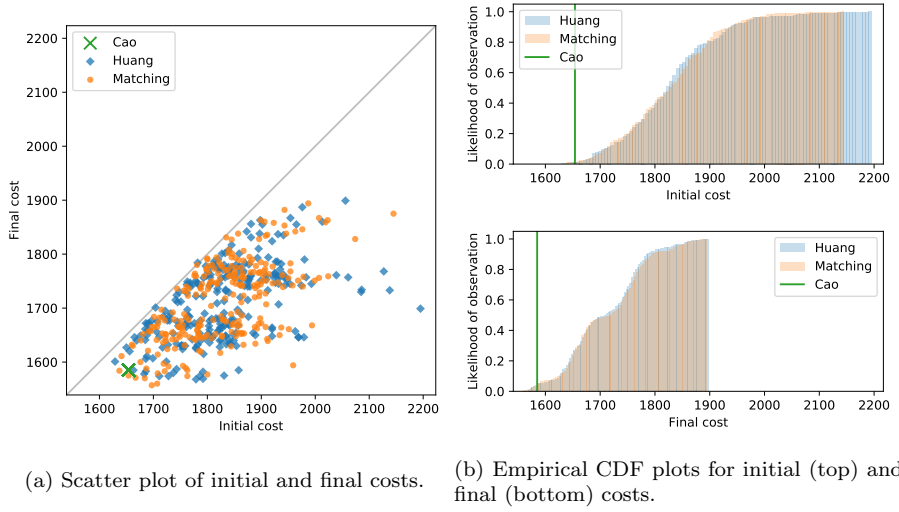 2200
2100
2000
1900
1800
1700
1600
Final cost
1600 1700 1800 1900 2000 2100 2200
Initial cost
Cao
Huang
Matching
(a) Scatter plot of initial and final costs.
1.0
0.8
0.6
0.4
0.2
0.0
Likelihood of observation
Huang
Matching
Cao
1600 1700 1800 1900 2000 2100 2200
Initial cost
1.0
0.8
0.6
0.4
0.2
0.0
Likelihood of observation
Huang
Matching
Cao
1600 1700 1800 1900 2000 2100 2200
Final cost
(b) Empirical CDF plots for initial (top) and
final (bottom) costs.